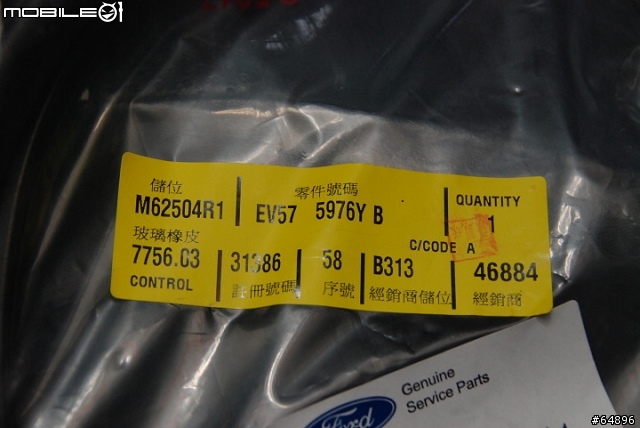 MOBILE01
儲位
零件號碼
QUANTITY
M62504R1
EV57 5976Y B
1
玻璃橡皮
C/CODE A
7756.03
31386
58
B313
46884
CONTROL
註冊號碼
序號
經銷商儲位
經銷商
Genuine
Service Parts
Ford
#64896